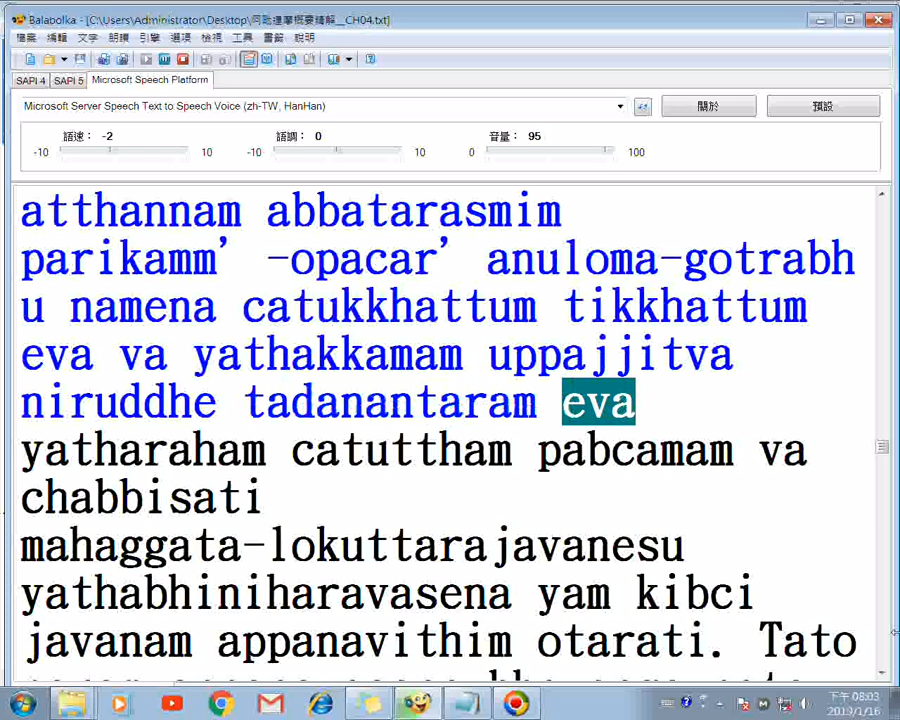 Balabolka - [C:\Users\Administrator\Desktop\阿毗達摩概要精解__CH04.txt]
檔案 編輯 文字 朗讀 引擎 選項 檢視 工具 書籤 說明
SAPI 4 SAPI 5 Microsoft Speech Platform
Microsoft Server Speech Text to Speech Voice (zh-TW, HanHan) 關於 預設
語速: -2 語調: 0 音量: 95
-10 10 -10 10 0 100
atthannam abbatarasmim
parikamm' -opacar' anuloma-gotrabh
u namena catukkhattum tikkhattum
eva va yathakkamam uppajjitva
niruddhe tadanantaram eva
yatharaham catuttham pabcamam va
chabbisati
mahaggata-lokuttarajavanesu
yathabhiniharavasena yam kibci
javanam appanavithim otarati. Tato
下午 08:03
2019/1/16